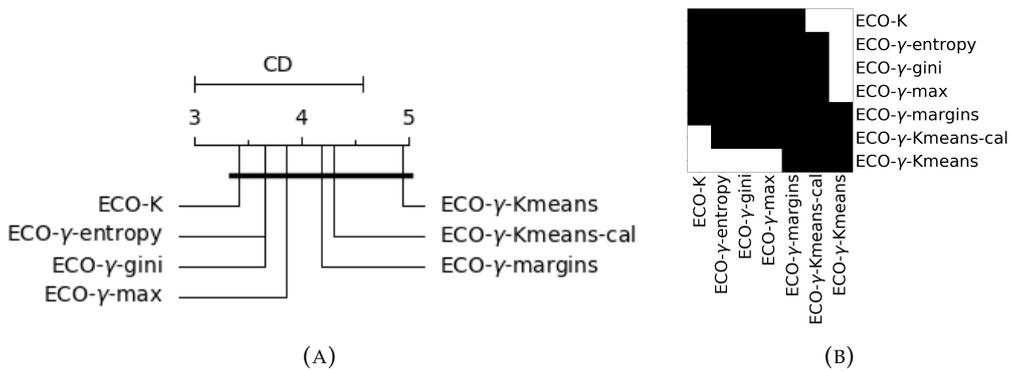 CD
3 4 5
ECO-K
ECO-γ-entropy
ECO-γ-gini
ECO-γ-max
ECO-γ-Kmeans
ECO-γ-Kmeans-cal
ECO-γ-margins
(A)
ECO-K
ECO-γ-entropy
ECO-γ-gini
ECO-γ-max
ECO-γ-margins
ECO-γ-Kmeans-cal
ECO-γ-Kmeans
ECO-K
ECO-γ-entropy
ECO-γ-gini
ECO-γ-max
ECO-γ-margins
ECO-γ-Kmeans-cal
ECO-γ-Kmeans
(B)